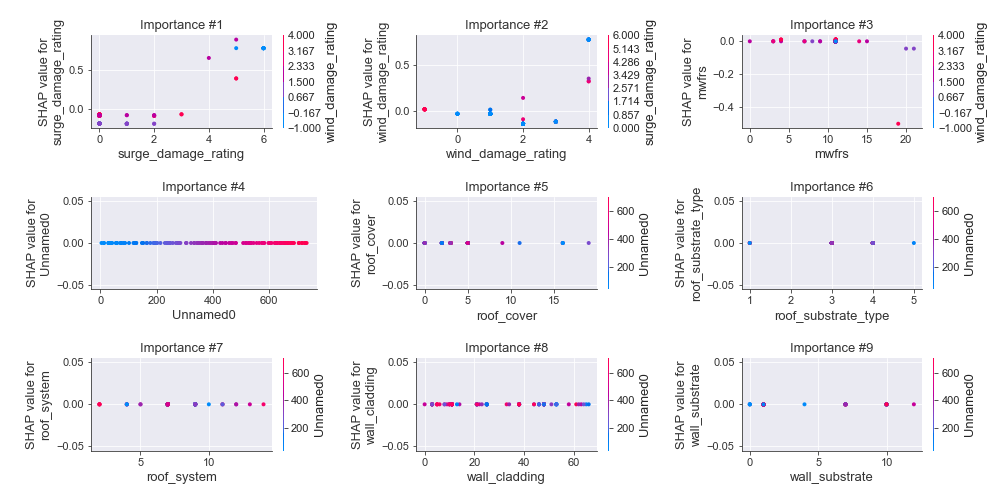 Importance #1
SHAP value for
surge_damage_rating
0.5
0.0
0
2
4
6
surge_damage_rating
4.000
3.167
2.333
1.500
0.667
−0.167
−1.000
wind_damage_rating
Importance #2
SHAP value for
wind_damage_rating
0.5
0.0
0
2
4
wind_damage_rating
6.000
5.143
4.286
3.429
2.571
1.714
0.857
0.000
surge_damage_rating
Importance #3
SHAP value for
mwfrs
0.0
−0.2
−0.4
0
5
10
15
20
mwfrs
4.000
3.167
2.333
1.500
0.667
−0.167
−1.000
wind_damage_rating
Importance #4
SHAP value for
Unnamed0
0.05
0.00
−0.05
0
200
400
600
Unnamed0
Importance #5
SHAP value for
roof_cover
0.05
0.00
−0.05
0
5
10
15
roof_cover
600
400
200
Unnamed0
Importance #6
SHAP value for
roof_substrate_type
0.05
0.00
−0.05
1
2
3
4
5
roof_substrate_type
600
400
200
Unnamed0
Importance #7
SHAP value for
roof_system
0.05
0.00
−0.05
5
10
roof_system
600
400
200
Unnamed0
Importance #8
SHAP value for
wall_cladding
0.05
0.00
−0.05
0
20
40
60
wall_cladding
600
400
200
Unnamed0
Importance #9
SHAP value for
wall_substrate
0.05
0.00
−0.05
0
5
10
wall_substrate
600
400
200
Unnamed0